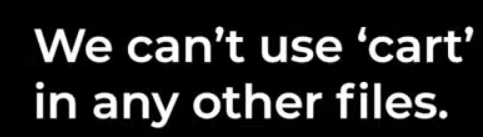 We can’t use ‘cart’
in any other files.